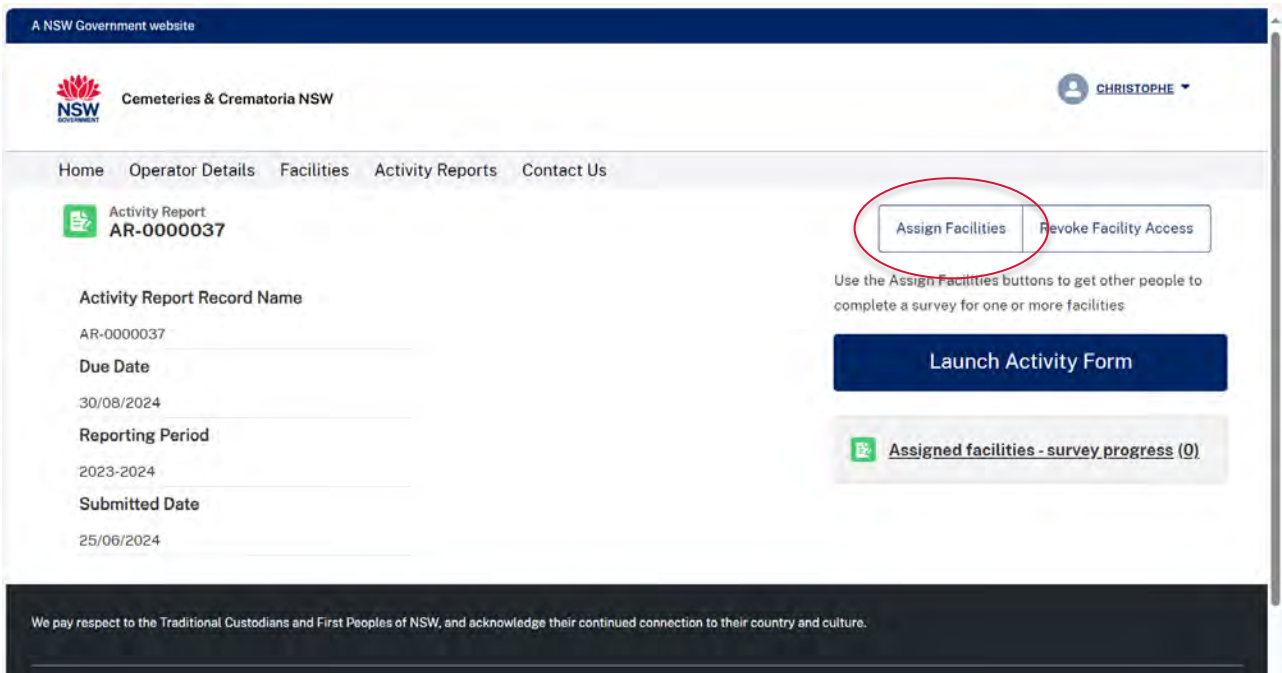 A NSW Government website
NSW
GOVERNMENT
Cemeteries & Crematoria NSW
CHRISTOPHE
Home Operator Details Facilities Activity Reports Contact Us
Activity Report
AR-0000037
Assign Facilities Revoke Facility Access
Use the Assign Facilities buttons to get other people to
complete a survey for one or more facilities
Activity Report Record Name
AR-0000037
Due Date
30/08/2024
Reporting Period
2023-2024
Submitted Date
25/06/2024
Launch Activity Form
Assigned facilities - survey progress (0)
We pay respect to the Traditional Custodians and First Peoples of NSW, and acknowledge their continued connection to their country and culture.